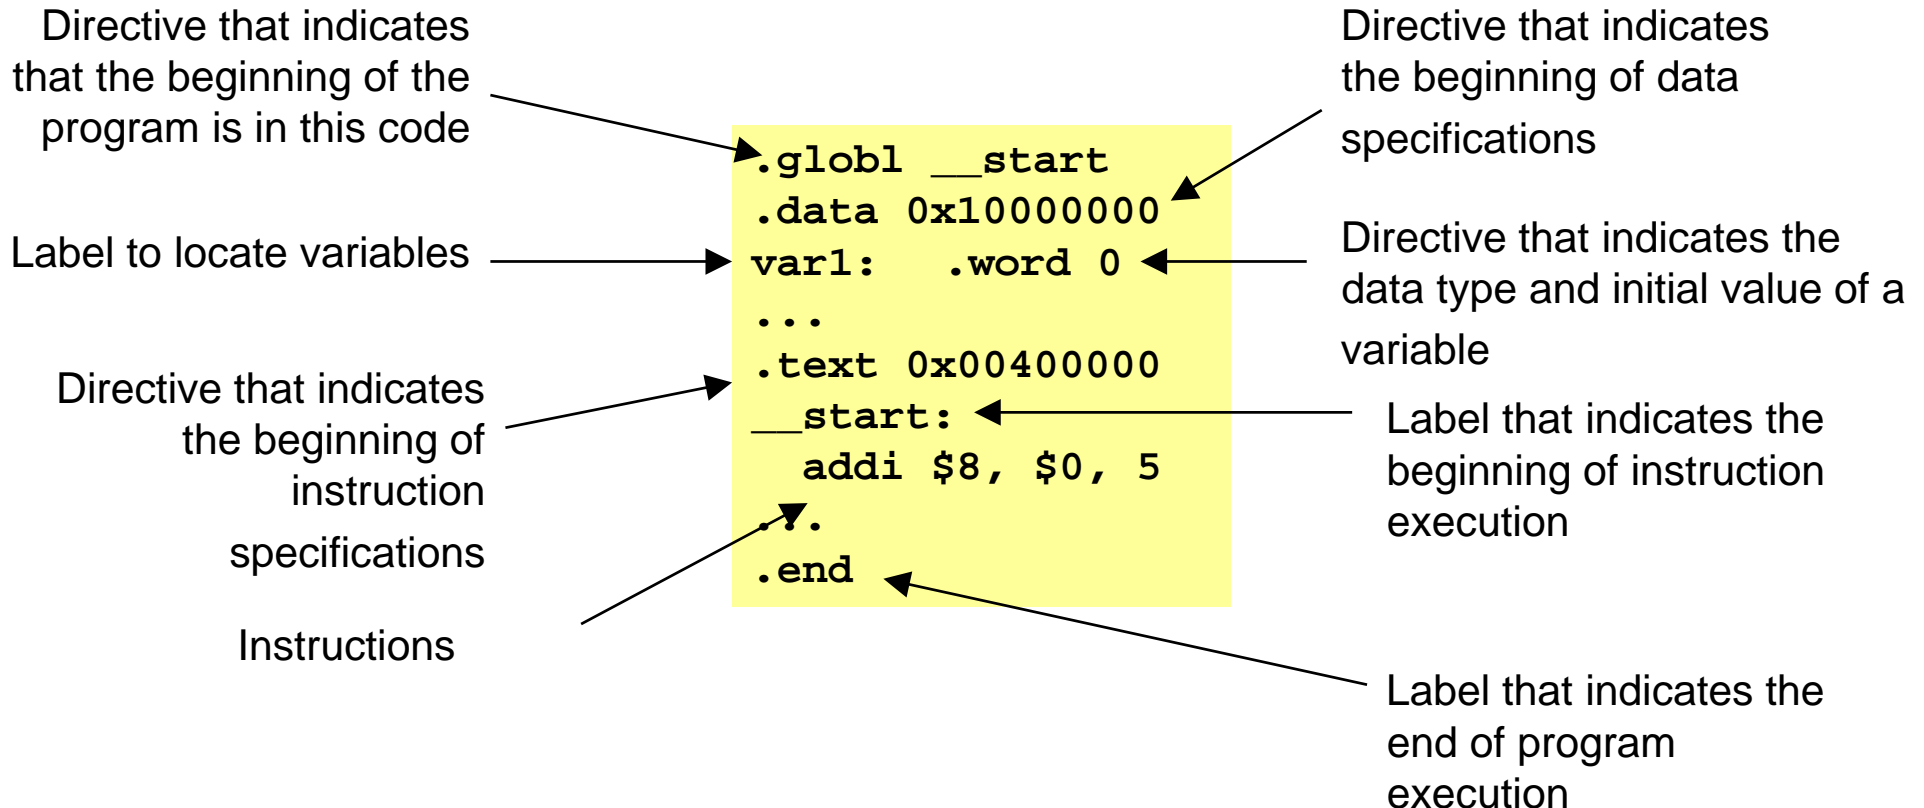 Directive that indicates
that the beginning of the
program is in this code
Label to locate variables
Directive that indicates
the beginning of
instruction
specifications
Instructions
.globl __start
.data 0x10000000
var1:   .word 0
...
.text 0x00400000
__start:
  addi $8, $0, 5
...
.end
Directive that indicates
the beginning of data
specifications
Directive that indicates the
data type and initial value of a
variable
Label that indicates the
beginning of instruction
execution
Label that indicates the
end of program
execution